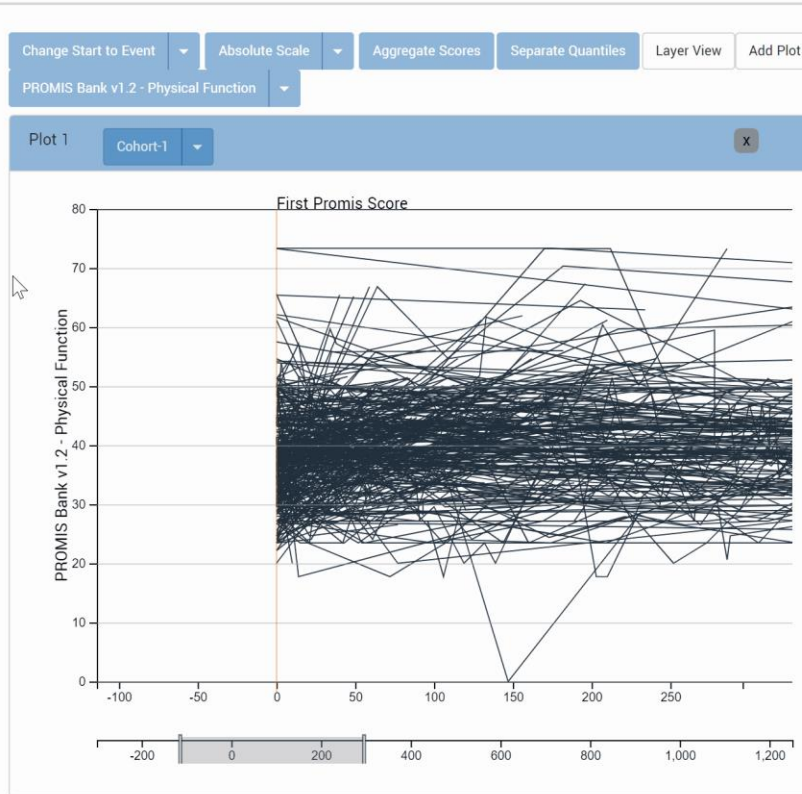 Change Start to Event Absolute Scale Aggregate Scores Separate Quantiles Layer View Add Plot
PROMIS Bank v1.2 - Physical Function
Plot 1 Cohort-1 X
First Promis Score
80
70
60
50
40
30
20
10
0
PROMIS Bank v1.2 - Physical Function
-100 -50 0 50 100 150 200 250
-200 0 200 400 600 800 1,000 1,200